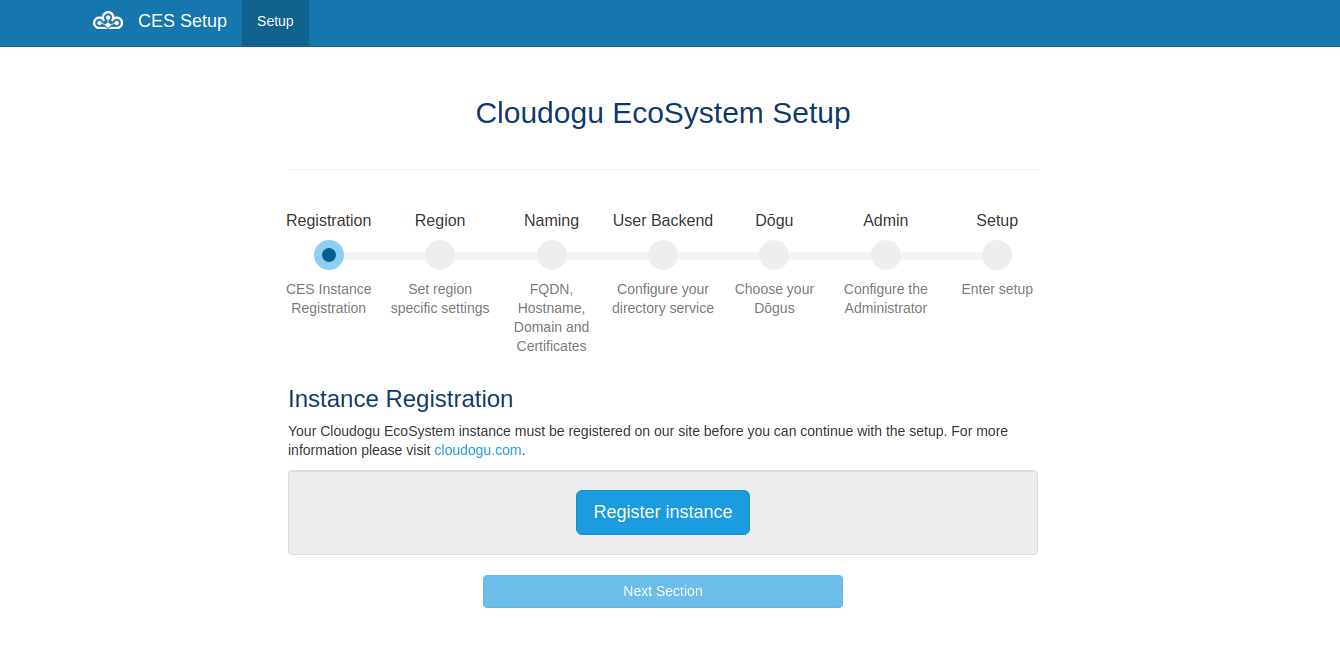 CES Setup
Setup
Cloudogu EcoSystem Setup
Registration
Region
Naming
User Backend
Dōgu
Admin
Setup
CES Instance
Registration
Set region
specific settings
FQDN,
Hostname,
Domain and
Certificates
Configure your
directory service
Choose your
Dōgus
Configure the
Administrator
Enter setup
Instance Registration
Your Cloudogu EcoSystem instance must be registered on our site before you can continue with the setup. For more
information please visit cloudogu.com.
Register instance
Next Section